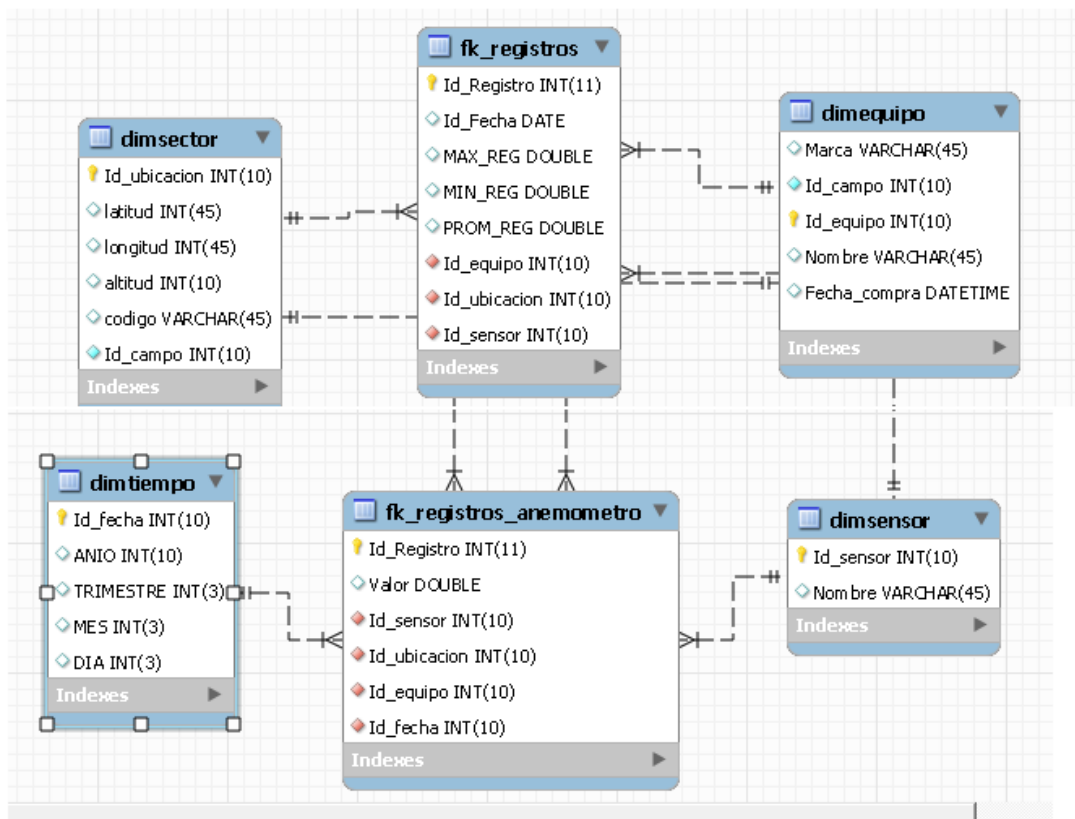 fk_registros
Id_Registro INT(11)
Id_Fecha DATE
MAX_REG DOUBLE
MIN_REG DOUBLE
PROM_REG DOUBLE
Id_equipo INT(10)
Id_ubicacion INT(10)
Id_sensor INT(10)
Indexes
dimsector
Id_ubicacion INT(10)
latitud INT(45)
longitud INT(45)
altitud INT(10)
codigo VARCHAR(45)
Id_campo INT(10)
Indexes
dimequipo
Marca VARCHAR(45)
Id_campo INT(10)
Id_equipo INT(10)
Nombre VARCHAR(45)
Fecha_compra DATETIME
Indexes
dimtiempo
Id_fecha INT(10)
ANIO INT(10)
TRIMESTRE INT(3)
MES INT(3)
DIA INT(3)
Indexes
fk_registros_anemometro
Id_Registro INT(11)
Valor DOUBLE
Id_sensor INT(10)
Id_ubicacion INT(10)
Id_equipo INT(10)
Id_fecha INT(10)
Indexes
dimsensor
Id_sensor INT(10)
Nombre VARCHAR(45)
Indexes